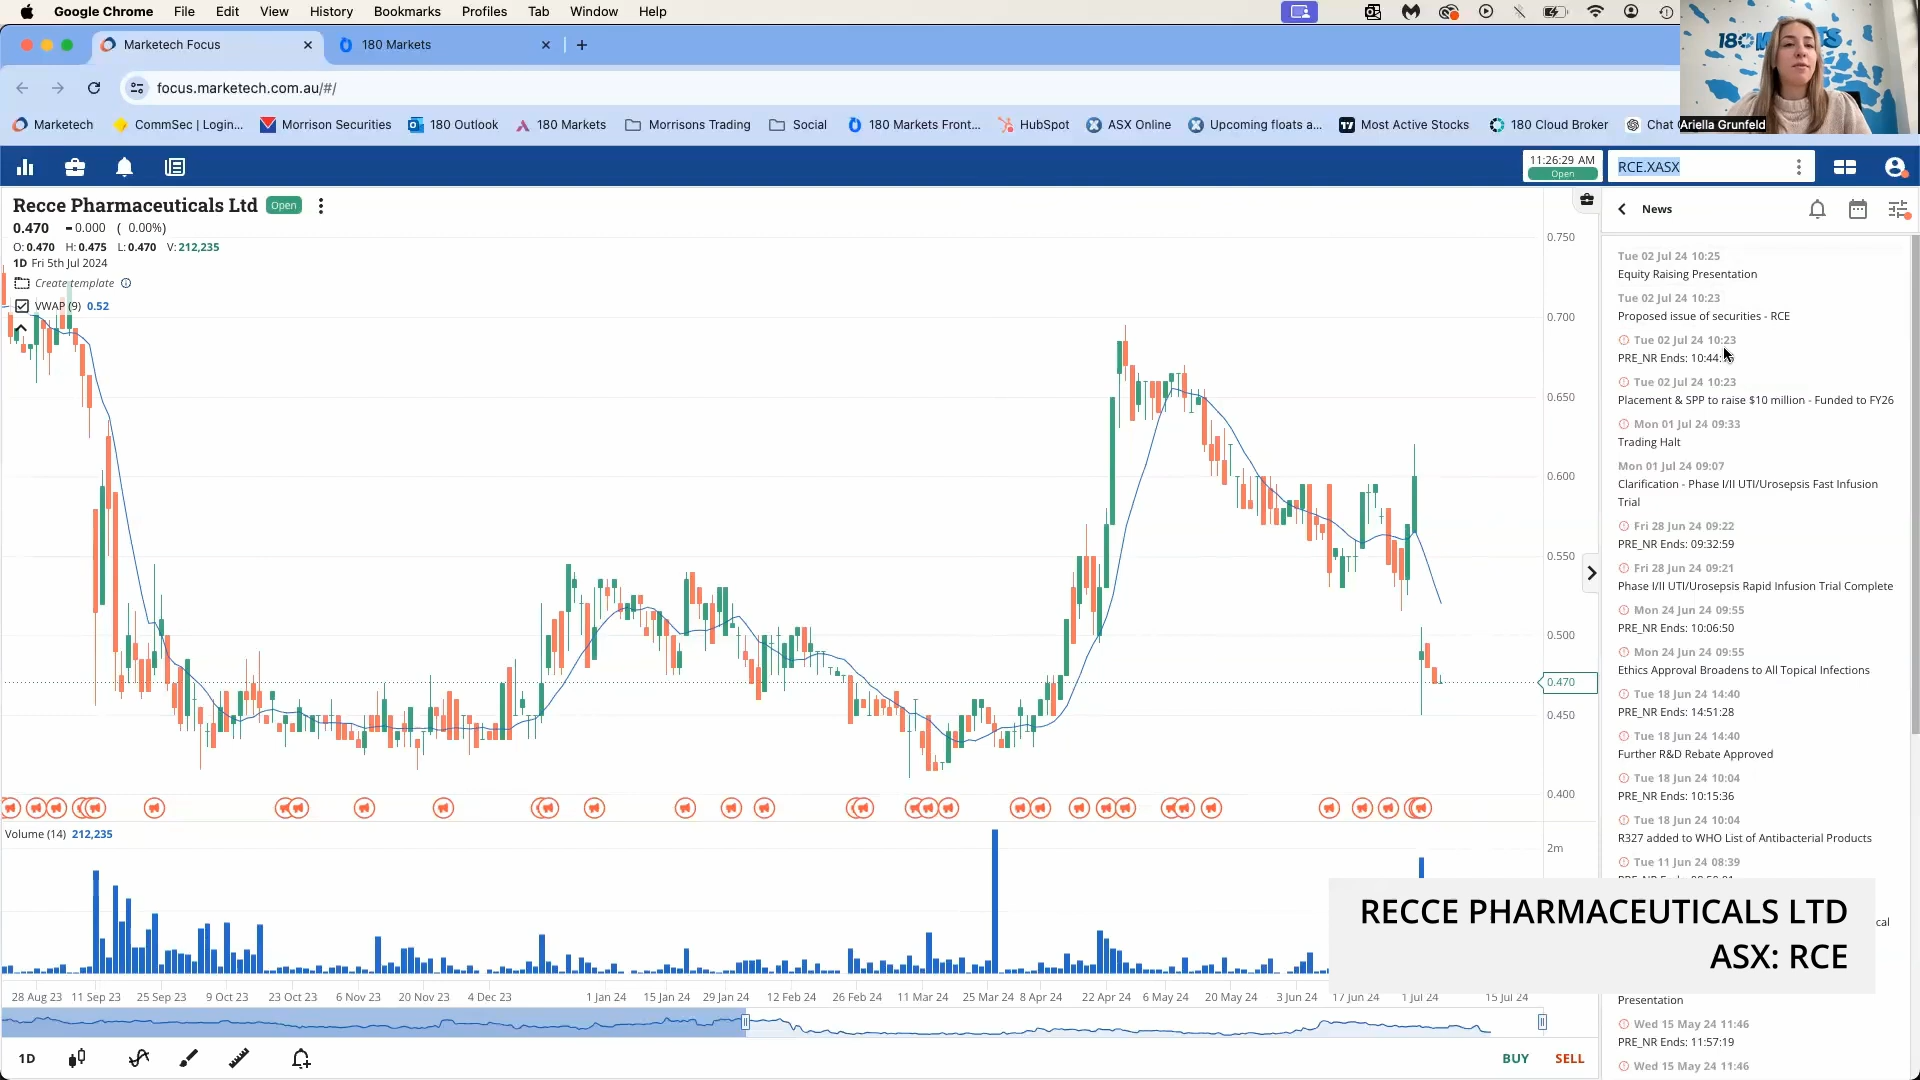 Google Chrome File Edit View History Bookmarks Profiles Tab Window Help
Marketech Focus
180 Markets
focus.marketech.com.au/#/
Marketech
CommSec | Login...
Morrison Securities
180 Outlook
180 Markets
Morrisons Trading
Social
180 Markets Front...
HubSpot
ASX Online
Upcoming floats a...
Most Active Stocks
180 Cloud Broker
Chat
Ariella Grunfeld
11:26:29 AM
Open
RCE.XASX
Recce Pharmaceuticals Ltd Open
0.470 -0.000 ( 0.00%)
O: 0.470 H: 0.475 L: 0.470 V: 212,235
1D Fri 5th Jul 2024
Create template
VWAP (9) 0.52
0.750
0.700
0.650
0.600
0.550
0.500
0.470
0.450
0.400
Volume (14) 212,235
2m
28 Aug 23 11 Sep 23 25 Sep 23 9 Oct 23 23 Oct 23 6 Nov 23 20 Nov 23 4 Dec 23 1 Jan 24 15 Jan 24 29 Jan 24 12 Feb 24 26 Feb 24 11 Mar 24 25 Mar 24 8 Apr 24 22 Apr 24 6 May 24 20 May 24 3 Jun 24 17 Jun 24 1 Jul 24 15 Jul 24
1D
BUY SELL
News
Tue 02 Jul 24 10:25
Equity Raising Presentation
Tue 02 Jul 24 10:23
Proposed issue of securities - RCE
Tue 02 Jul 24 10:23
PRE_NR Ends: 10:44:
Tue 02 Jul 24 10:23
Placement & SPP to raise $10 million - Funded to FY26
Mon 01 Jul 24 09:33
Trading Halt
Mon 01 Jul 24 09:07
Clarification - Phase I/II UTI/Urosepsis Fast Infusion
Trial
Fri 28 Jun 24 09:22
PRE_NR Ends: 09:32:59
Fri 28 Jun 24 09:21
Phase I/II UTI/Urosepsis Rapid Infusion Trial Complete
Mon 24 Jun 24 09:55
PRE_NR Ends: 10:06:50
Mon 24 Jun 24 09:55
Ethics Approval Broadens to All Topical Infections
Tue 18 Jun 24 14:40
PRE_NR Ends: 14:51:28
Tue 18 Jun 24 14:40
Further R&D Rebate Approved
Tue 18 Jun 24 10:04
PRE_NR Ends: 10:15:36
Tue 18 Jun 24 10:04
R327 added to WHO List of Antibacterial Products
Tue 11 Jun 24 08:39
cal
RECCE PHARMACEUTICALS LTD
ASX: RCE
Presentation
Wed 15 May 24 11:46
PRE_NR Ends: 11:57:19
Wed 15 May 24 11:46